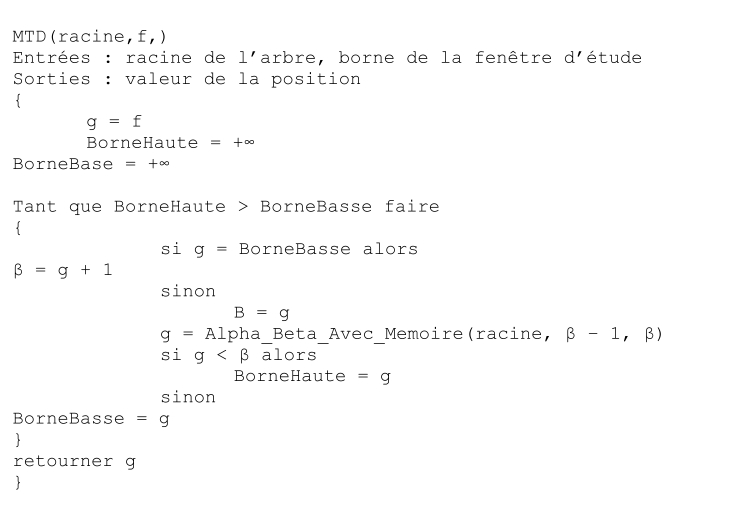 MTD(racine,f,)
Entrées : racine de l'arbre, borne de la fenêtre d'étude
Sorties : valeur de la position
{
g = f
BorneHaute = +∞
BorneBase = +∞
Tant que BorneHaute > BorneBasse faire
{
si g = BorneBasse alors
β = g + 1
sinon
B = g
g = Alpha_Beta_Avec_Memoire(racine, β – 1, β)
si g < β alors
BorneHaute = g
sinon
BorneBasse = g
}
retourner g
}